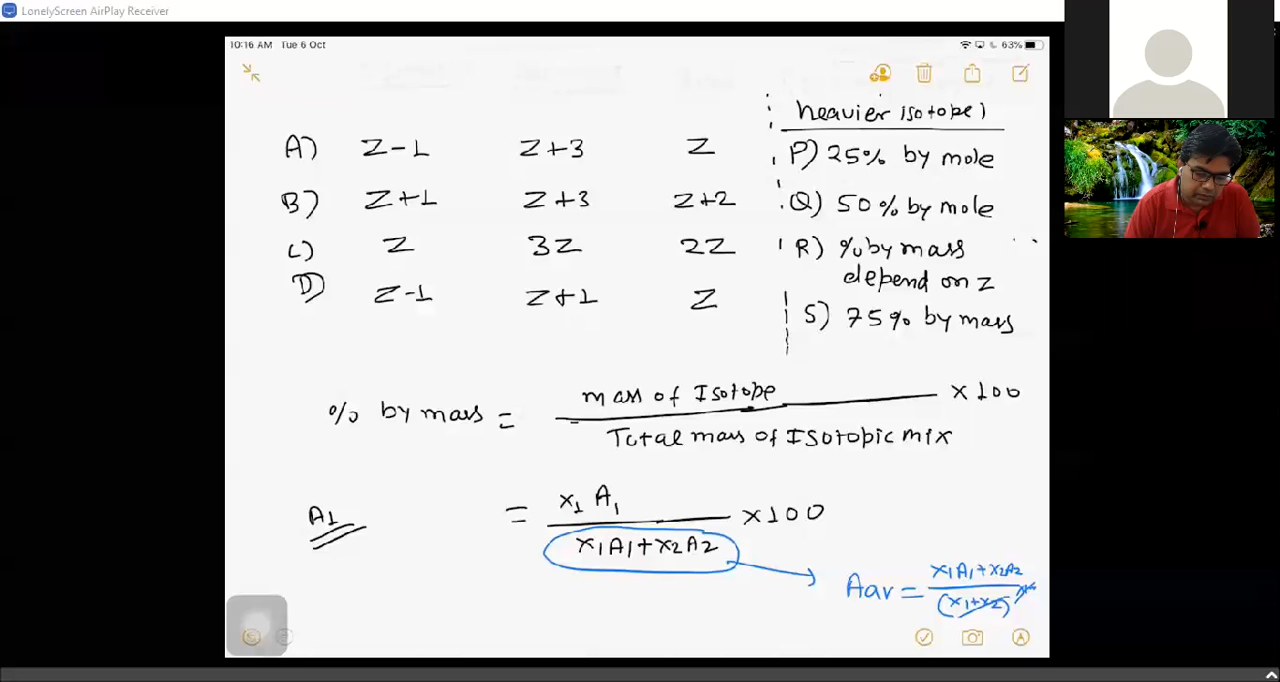 LonelyScreen AirPlay Receiver
10:16 AM Tue 6 Oct
63%
heavier isotope)
A) Z-1 Z+3 Z P) 25% by mole
B) Z+1 Z+3 Z+2 Q) 50% by mole
C) Z 3Z 2Z R) % by mass
depend on Z
D) Z-1 Z+1 Z
S) 75% by mass
% by mass = mass of Isotope × 100
Total mass of ISotopic mix
A1 = x1 A1 × 100
x1A1+x2A2
Aav = x1A1+x2A2
(x1+x2)